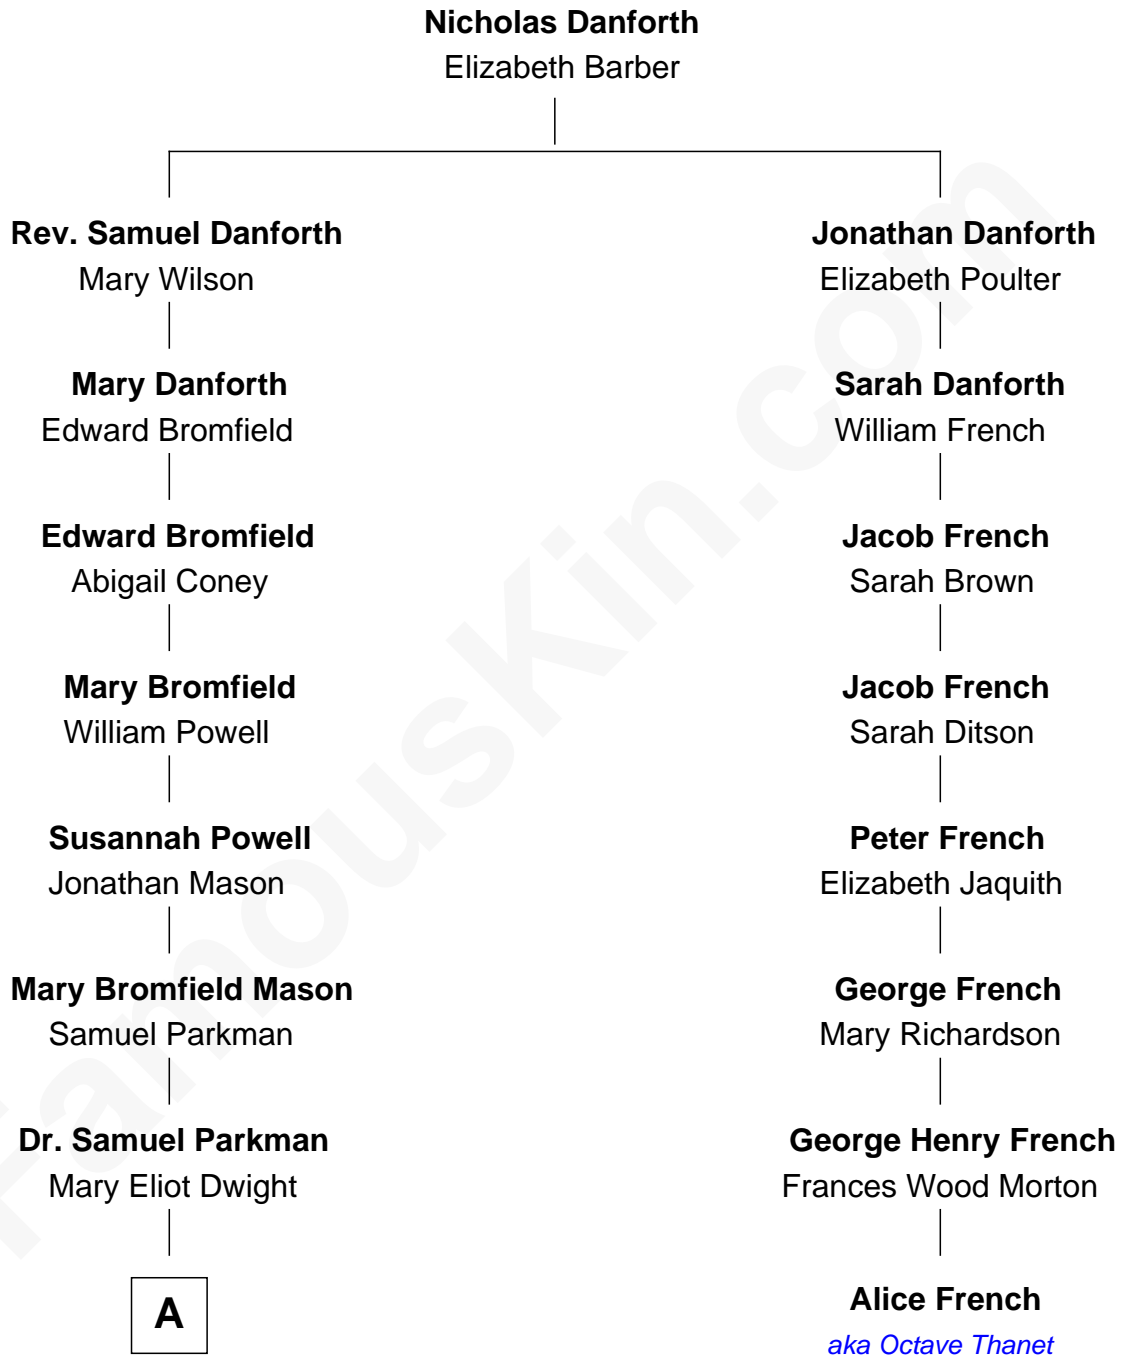 Nicholas Danforth
Elizabeth Barber
Rev. Samuel Danforth
Mary Wilson
Jonathan Danforth
Elizabeth Poulter
Mary Danforth
Edward Bromfield
Sarah Danforth
William French
Edward Bromfield
Abigail Coney
Jacob French
Sarah Brown
Mary Bromfield
William Powell
Jacob French
Sarah Ditson
Susannah Powell
Jonathan Mason
Peter French
Elizabeth Jaquith
Mary Bromfield Mason
Samuel Parkman
George French
Mary Richardson
Dr. Samuel Parkman
Mary Eliot Dwight
George Henry French
Frances Wood Morton
A
Alice French
aka Octave Thanet
FamousKin.com